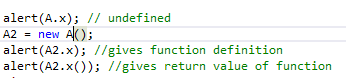 alert(A.x); // undefined
A2 = new A();
alert(A2.x); //gives function definition
alert(A2.x()); //gives return value of function